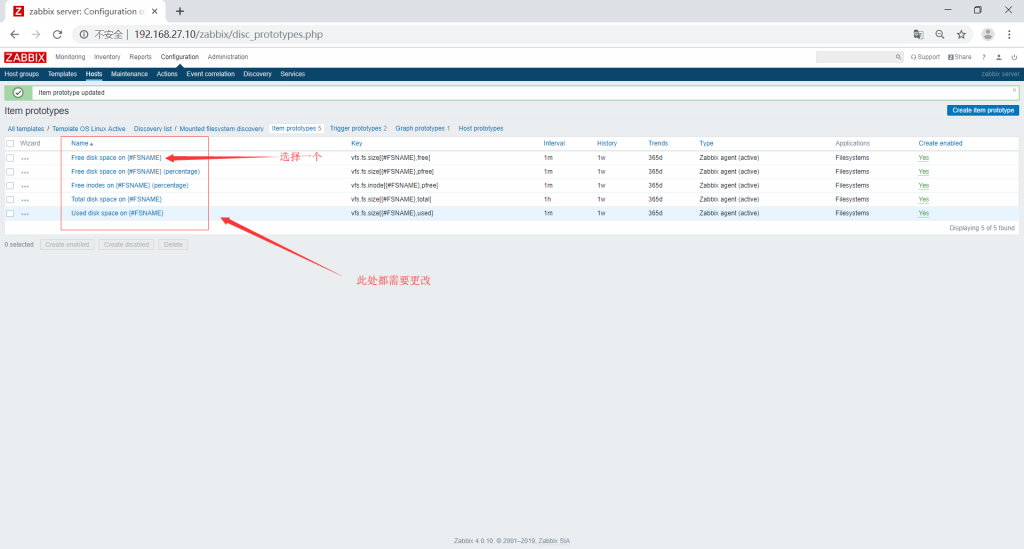 zabbix server: Configuration o
不安全 | 192.168.27.10/zabbix/disc_prototypes.php
ZABBIX Monitoring Inventory Reports Configuration Administration Support Share ?
Host groups Templates Hosts Maintenance Actions Event correlation Discovery Services zabbix server
Item prototype updated
Item prototypes Create item prototype
All templates / Template OS Linux Active Discovery list / Mounted filesystem discovery Item prototypes 5 Trigger prototypes 2 Graph prototypes 1 Host prototypes
Wizard Name Key Interval History Trends Type Applications Create enabled
Free disk space on {#FSNAME} 选择一个 vfs.fs.size[{#FSNAME},free] 1m 1w 365d Zabbix agent (active) Filesystems Yes
Free disk space on {#FSNAME} (percentage) vfs.fs.size[{#FSNAME},pfree] 1m 1w 365d Zabbix agent (active) Filesystems Yes
Free inodes on {#FSNAME} (percentage) vfs.fs.inode[{#FSNAME},pfree] 1m 1w 365d Zabbix agent (active) Filesystems Yes
Total disk space on {#FSNAME} vfs.fs.size[{#FSNAME},total] 1h 1w 365d Zabbix agent (active) Filesystems Yes
Used disk space on {#FSNAME} vfs.fs.size[{#FSNAME},used] 1m 1w 365d Zabbix agent (active) Filesystems Yes
Displaying 5 of 5 found
0 selected Create enabled Create disabled Delete
此处都需要更改
Zabbix 4.0.10. © 2001–2019, Zabbix SIA